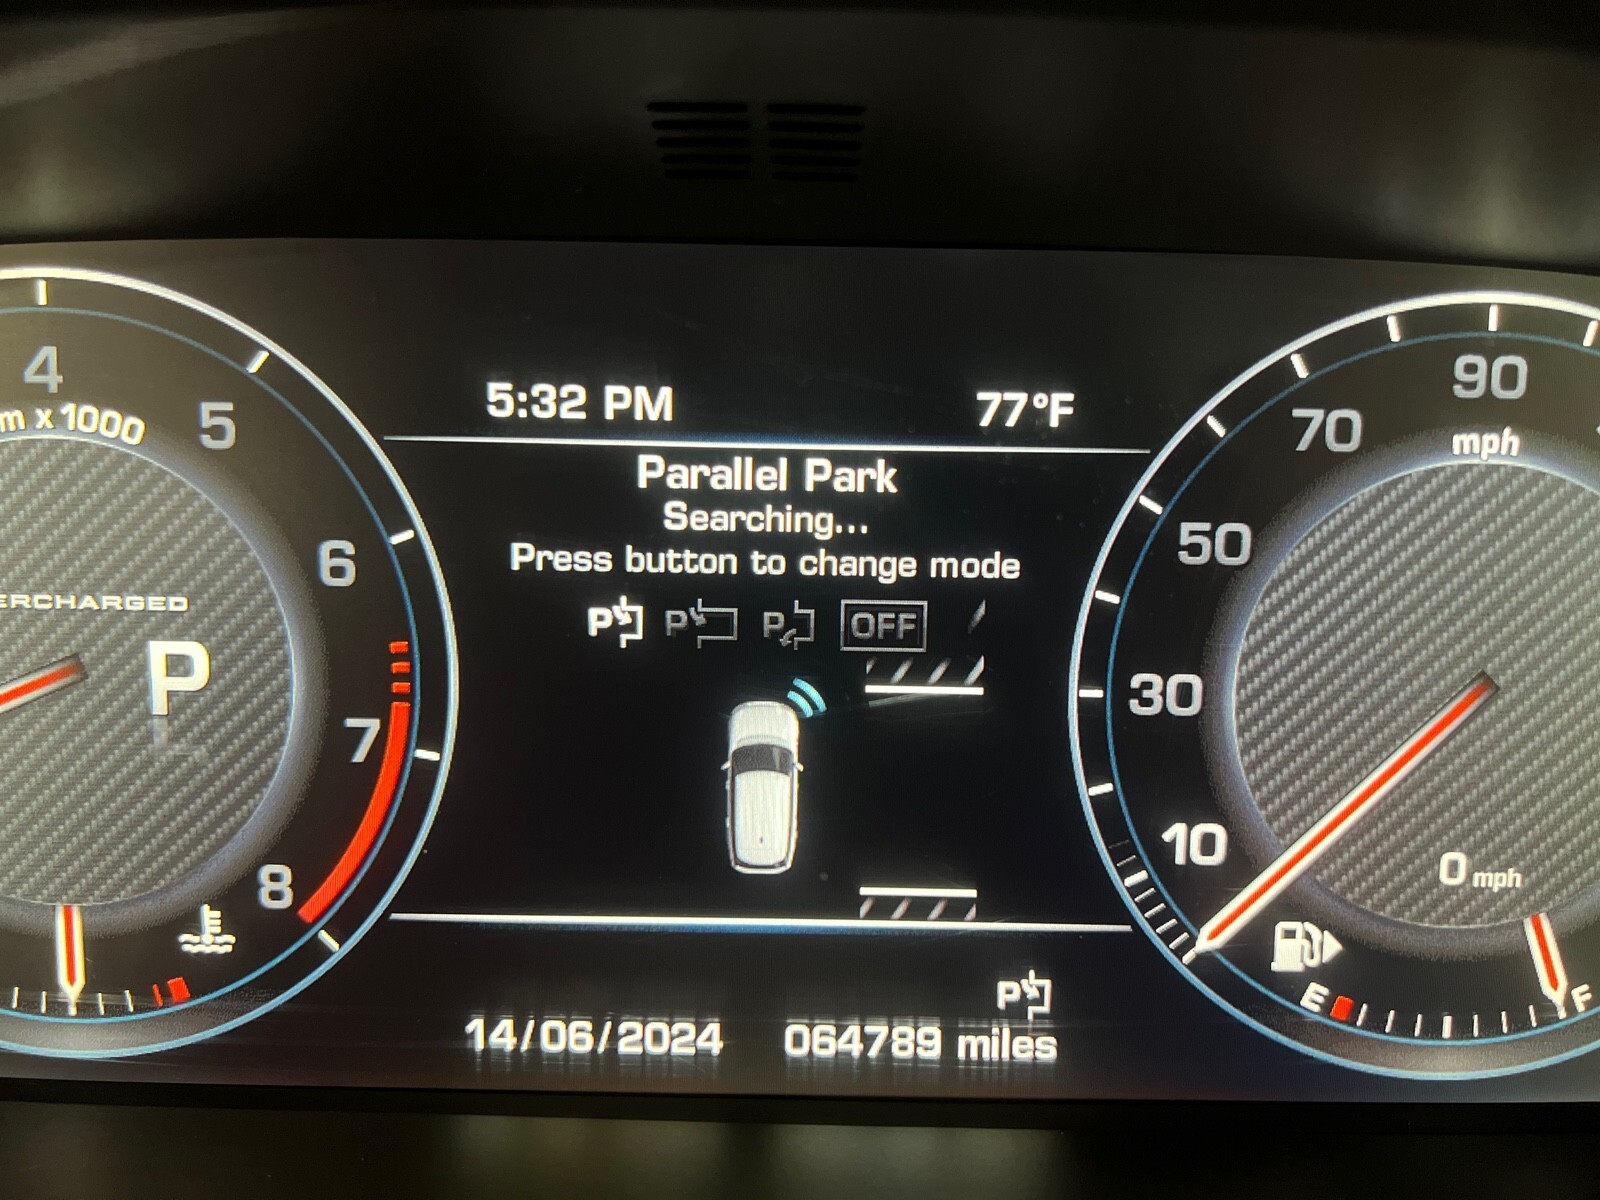 5:32 PM 77°F
Parallel Park
Searching...
Press button to change mode
P P P OFF
4
5
6
7
8
m x 1000
ERCHARGED
P
90
70
50
30
10
mph
0 mph
E F
P
14/06/2024 064789 miles